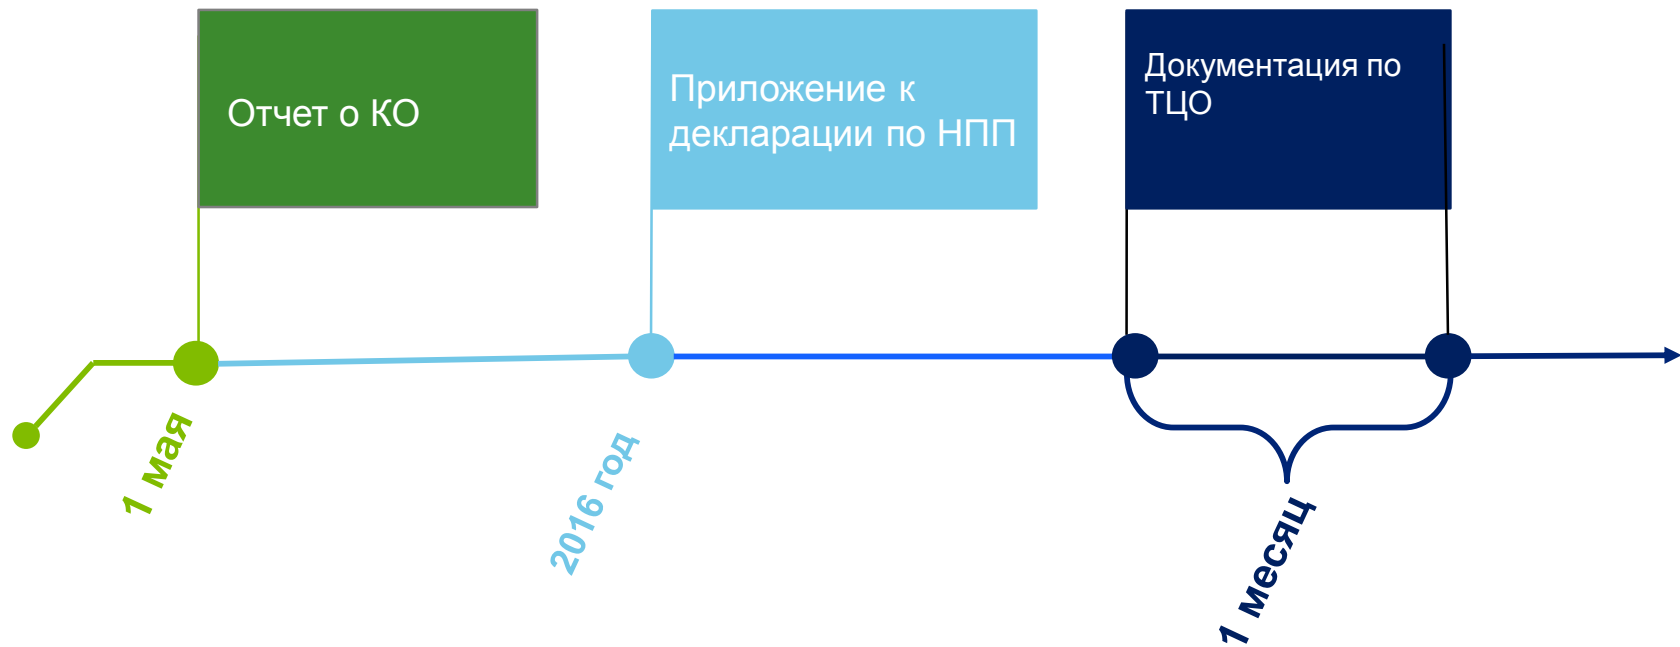 Отчет о КО
Приложение к
декларации по НПП
Документация по
ТЦО
1 мая
2016 год
1 месяц